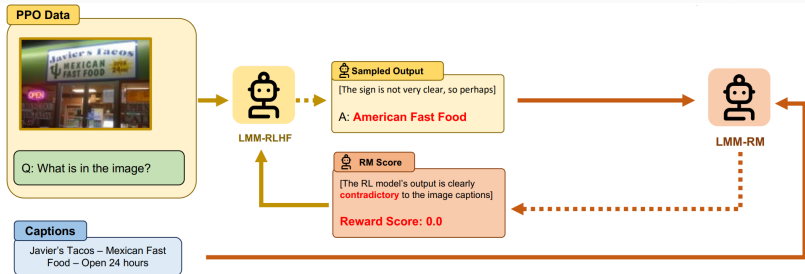 PPO Data
Javier's Tacos
MEXICAN
FAST FOOD
OPEN
24
OPEN
Q: What is in the image?
LMM-RLHF
Sampled Output
[The sign is not very clear, so perhaps]
A: American Fast Food
LMM-RM
RM Score
[The RL model's output is clearly
contradictory to the image captions]
Reward Score: 0.0
Captions
Javier's Tacos – Mexican Fast
Food – Open 24 hours